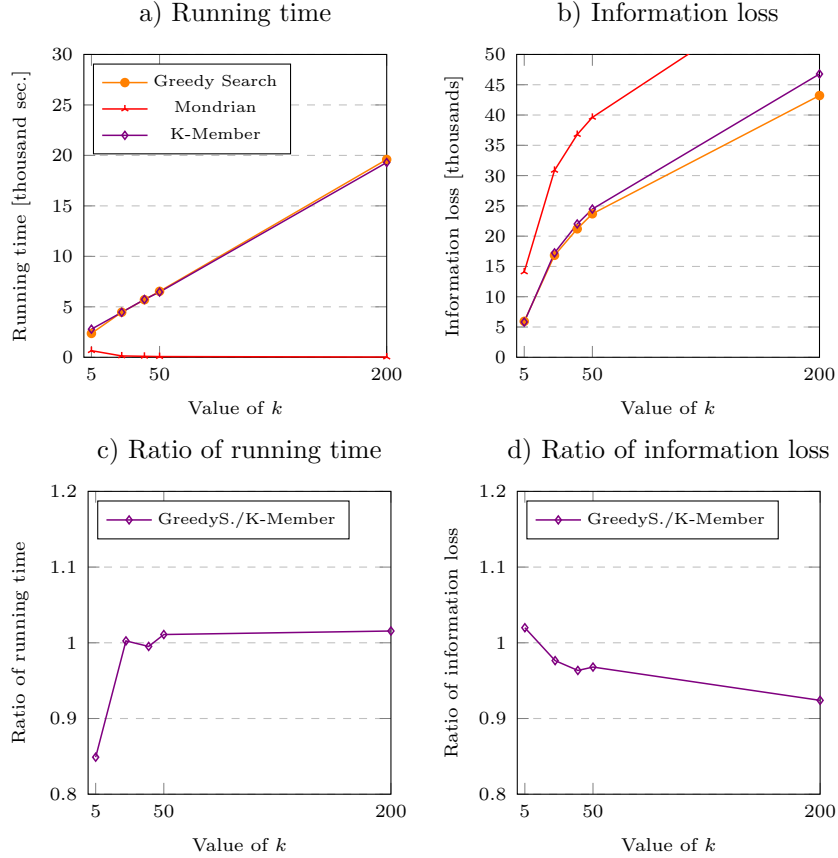 a) Running time
30
25
20
15
10
5
0
Running time [thousand sec.]
Greedy Search
Mondrian
K-Member
5
50
200
Value of k
b) Information loss
50
45
40
35
30
25
20
15
10
5
0
Information loss [thousands]
5
50
200
Value of k
c) Ratio of running time
1.2
1.1
1
0.9
0.8
Ratio of running time
GreedyS./K-Member
5
50
200
Value of k
d) Ratio of information loss
1.2
1.1
1
0.9
0.8
Ratio of information loss
GreedyS./K-Member
5
50
200
Value of k